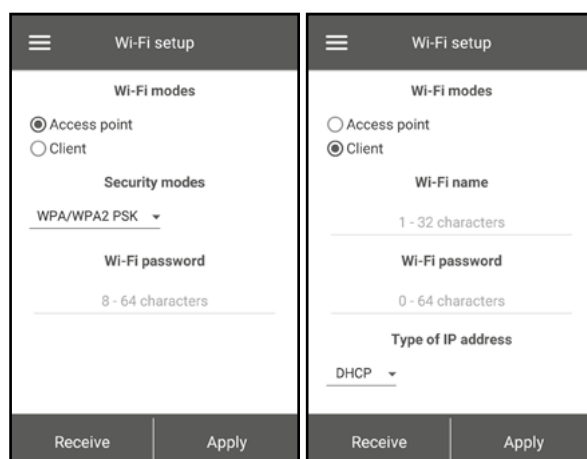 Wi-Fi setup
Wi-Fi modes
Access point
Client
Security modes
WPA/WPA2 PSK
Wi-Fi password
8 - 64 characters
Receive
Apply
Wi-Fi setup
Wi-Fi modes
Access point
Client
Wi-Fi name
1 - 32 characters
Wi-Fi password
0 - 64 characters
Type of IP address
DHCP
Receive
Apply